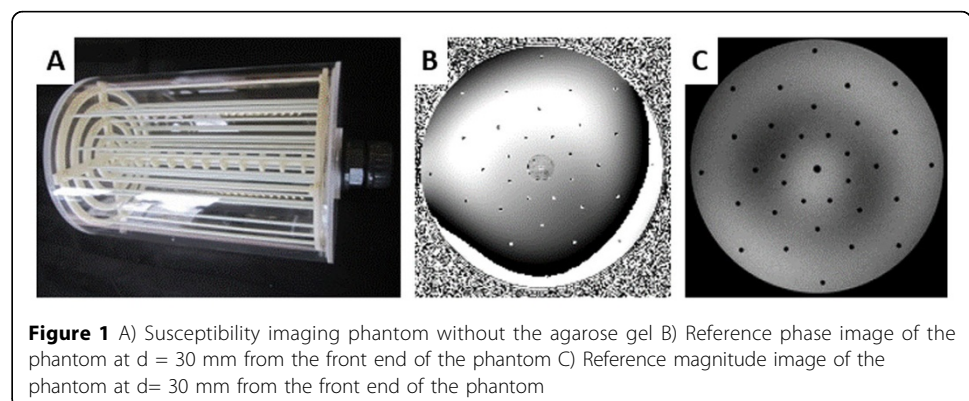 A
B
C
Figure 1 A) Susceptibility imaging phantom without the agarose gel B) Reference phase image of the
phantom at d = 30 mm from the front end of the phantom C) Reference magnitude image of the
phantom at d= 30 mm from the front end of the phantom